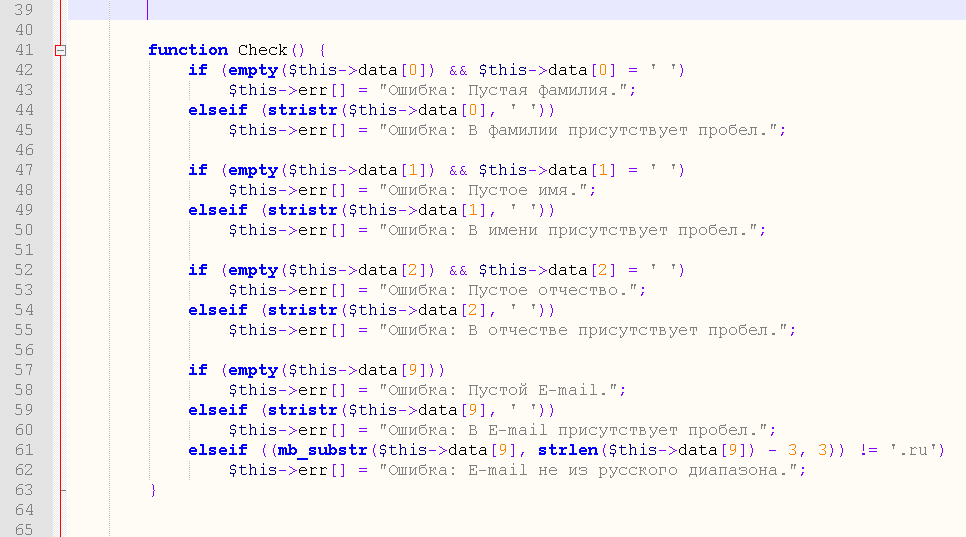 39
40
41 function Check() {
42 if (empty($this->data[0]) && $this->data[0] = ' ')
43 $this->err[] = "Ошибка: Пустая фамилия.";
44 elseif (stristr($this->data[0], ' '))
45 $this->err[] = "Ошибка: В фамилии присутствует пробел.";
46
47 if (empty($this->data[1]) && $this->data[1] = ' ')
48 $this->err[] = "Ошибка: Пустое имя.";
49 elseif (stristr($this->data[1], ' '))
50 $this->err[] = "Ошибка: В имени присутствует пробел.";
51
52 if (empty($this->data[2]) && $this->data[2] = ' ')
53 $this->err[] = "Ошибка: Пустое отчество.";
54 elseif (stristr($this->data[2], ' '))
55 $this->err[] = "Ошибка: В отчестве присутствует пробел.";
56
57 if (empty($this->data[9]))
58 $this->err[] = "Ошибка: Пустой E-mail.";
59 elseif (stristr($this->data[9], ' '))
60 $this->err[] = "Ошибка: В E-mail присутствует пробел.";
61 elseif ((mb_substr($this->data[9], strlen($this->data[9]) - 3, 3)) != '.ru')
62 $this->err[] = "Ошибка: E-mail не из русского диапазона.";
63 }
64
65